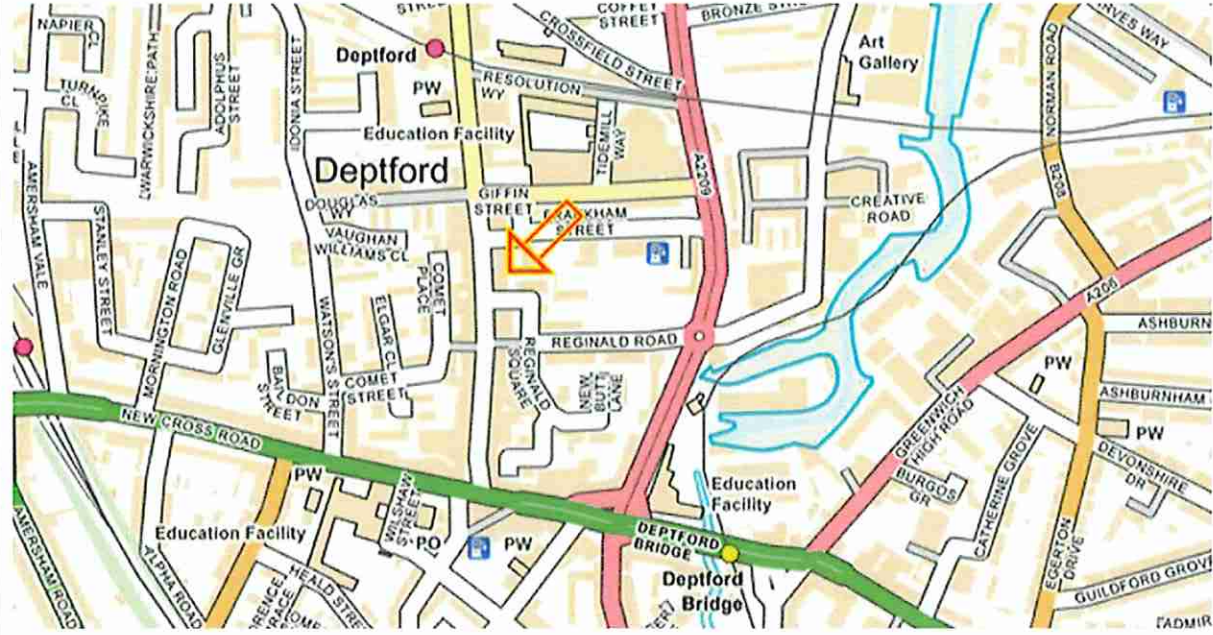 STREET
COFFEY
STREET
BRONZE
NAPIER
CL
CROSSFIELD STREET
Deptford
Art
Gallery
NORMAN ROAD
B208
TURNPIKE
CL
WARWICKSHIRE PATH
ADOLPHUS
STREET
IDONIA STREET
PW
RESOLUTION
WY
Education Facility
TIDEMILL
WAY
A2209
Deptford
DOUGLAS
WY
GIFFIN
STREET
STREET
CREATIVE
ROAD
AMERSHAM VALE
STANLEY STREET
VAUGHAN
WILLIAMS CL
MORNINGTON ROAD
GLENVILLE GR
WATSON'S STREET
ELGAR CL
COMET
PLACE
A206
REGINALD ROAD
REGINALD
SQUARE
NEW
BUTT
LANE
ASHBURN
COMET
STREET
STREET
PW
ASHBURNHAM
NEW CROSS ROAD
GREENWICH
HIGH ROAD
PW
DEVONSHIRE
DR
BURGOS
GR
CATHERINE GROVE
PW
Education
Facility
Education Facility
WILSHAW
STREET
PO
PW
DEPTFORD
BRIDGE
Deptford
Bridge
EGERTON
DRIVE
GUILDFORD GROVE
AMERSHAM ROAD
ALPHA ROAD
HEALD STREET